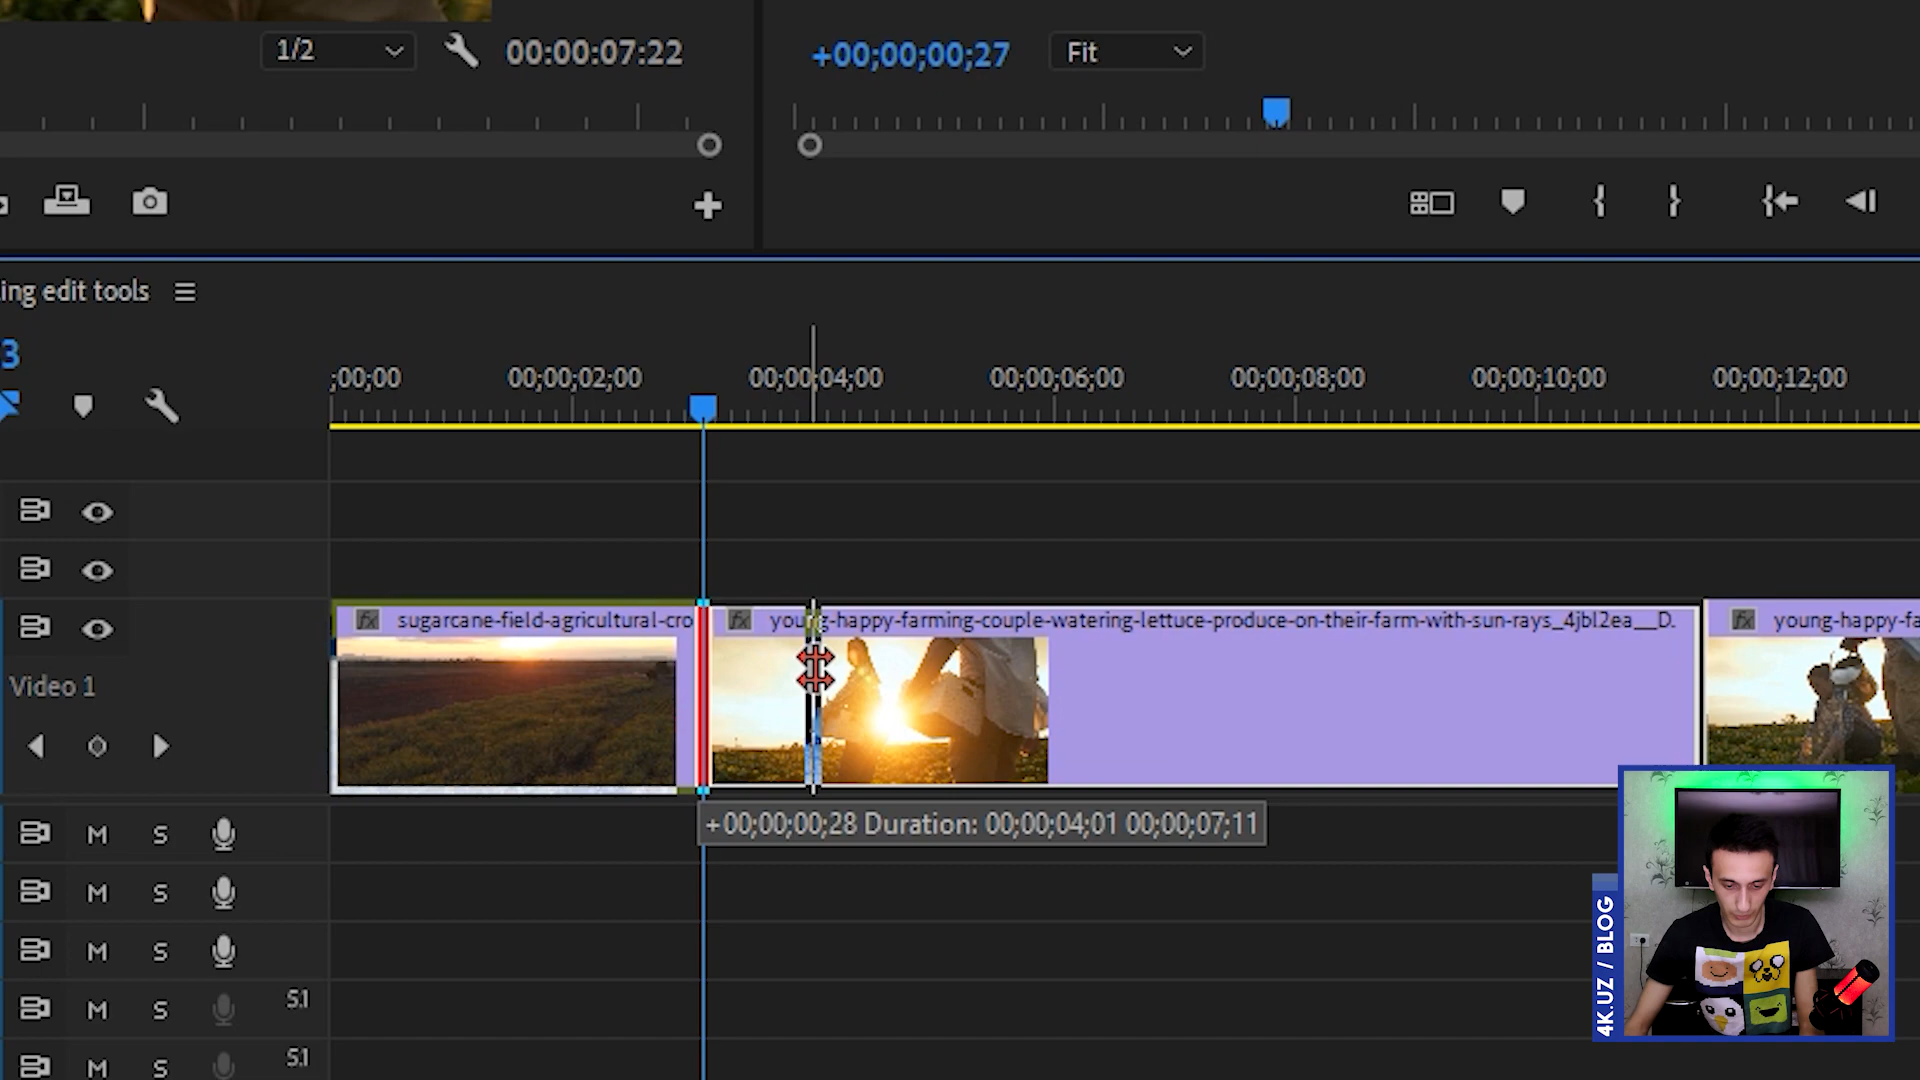 1/2
00:00:07:22
+00;00;00;27
Fit
ing edit tools
3
;00;00
00;00;02;00
00;00;04;00
00;00;06;00
00;00;08;00
00;00;10;00
00;00;12;00
fx sugarcane-field-agricultural-cro
fx young-happy-farming-couple-watering-lettuce-produce-on-their-farm-with-sun-rays_4jbl2ea__D.
fx young-happy-fa
Video 1
+00;00;00;28 Duration: 00;00;04;01 00;00;07;11
M S
M S
M S
M S 5.1
M S 5.1
4K.UZ / BLOG